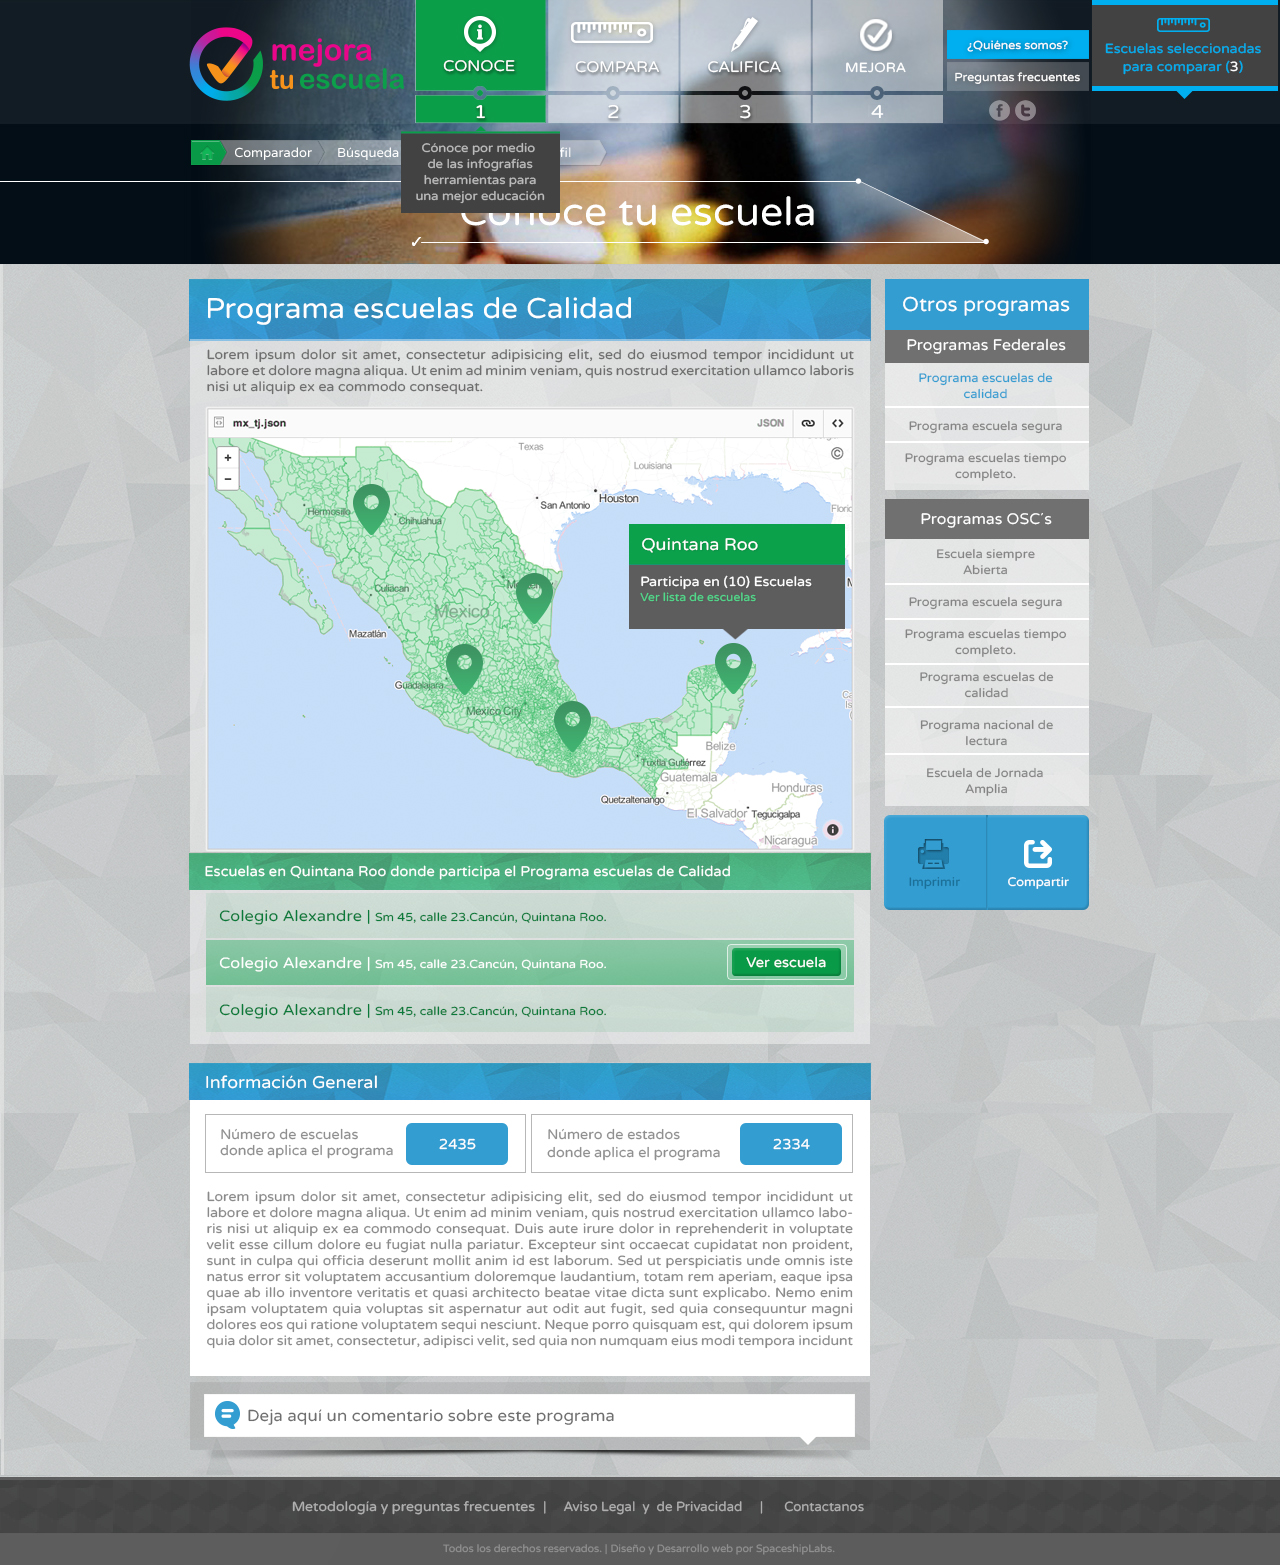 mejora
tu escuela
CONOCE
COMPARA
CALIFICA
MEJORA
1
2
3
4
¿Quiénes somos?
Preguntas frecuentes
Escuelas seleccionadas
para comparar (3)
Comparador
Búsqueda
fil
Cónoce por medio
de las infografías
herramientas para
una mejor educación
Conoce tu escuela
Programa escuelas de Calidad
Lorem ipsum dolor sit amet, consectetur adipisicing elit, sed do eiusmod tempor incididunt ut
labore et dolore magna aliqua. Ut enim ad minim veniam, quis nostrud exercitation ullamco laboris
nisi ut aliquip ex ea commodo consequat.
mx_tj.json
JSON
+
−
©
Texas
Louisiana
Houston
San Antonio
Hermosillo
Chihuahua
Culiacan
Mexico
Mazatlán
Guadalajara
Mexico City
Tuxtla Gutiérrez
Belize
Guatemala
Honduras
Quetzaltenango
El Salvador
Tegucigalpa
Nicaragua
Quintana Roo
Participa en (10) Escuelas
Ver lista de escuelas
Escuelas en Quintana Roo donde participa el Programa escuelas de Calidad
Colegio Alexandre | Sm 45, calle 23.Cancún, Quintana Roo.
Colegio Alexandre | Sm 45, calle 23.Cancún, Quintana Roo.
Ver escuela
Colegio Alexandre | Sm 45, calle 23.Cancún, Quintana Roo.
Información General
Número de escuelas
donde aplica el programa
2435
Número de estados
donde aplica el programa
2334
Lorem ipsum dolor sit amet, consectetur adipisicing elit, sed do eiusmod tempor incididunt ut
labore et dolore magna aliqua. Ut enim ad minim veniam, quis nostrud exercitation ullamco labo-
ris nisi ut aliquip ex ea commodo consequat. Duis aute irure dolor in reprehenderit in voluptate
velit esse cillum dolore eu fugiat nulla pariatur. Excepteur sint occaecat cupidatat non proident,
sunt in culpa qui officia deserunt mollit anim id est laborum. Sed ut perspiciatis unde omnis iste
natus error sit voluptatem accusantium doloremque laudantium, totam rem aperiam, eaque ipsa
quae ab illo inventore veritatis et quasi architecto beatae vitae dicta sunt explicabo. Nemo enim
ipsam voluptatem quia voluptas sit aspernatur aut odit aut fugit, sed quia consequuntur magni
dolores eos qui ratione voluptatem sequi nesciunt. Neque porro quisquam est, qui dolorem ipsum
quia dolor sit amet, consectetur, adipisci velit, sed quia non numquam eius modi tempora incidunt
Deja aquí un comentario sobre este programa
Otros programas
Programas Federales
Programa escuelas de
calidad
Programa escuela segura
Programa escuelas tiempo
completo.
Programas OSC´s
Escuela siempre
Abierta
Programa escuela segura
Programa escuelas tiempo
completo.
Programa escuelas de
calidad
Programa nacional de
lectura
Escuela de Jornada
Amplia
Imprimir
Compartir
Metodología y preguntas frecuentes | Aviso Legal y de Privacidad | Contactanos
Todos los derechos reservados. | Diseño y Desarrollo web por SpaceshipLabs.